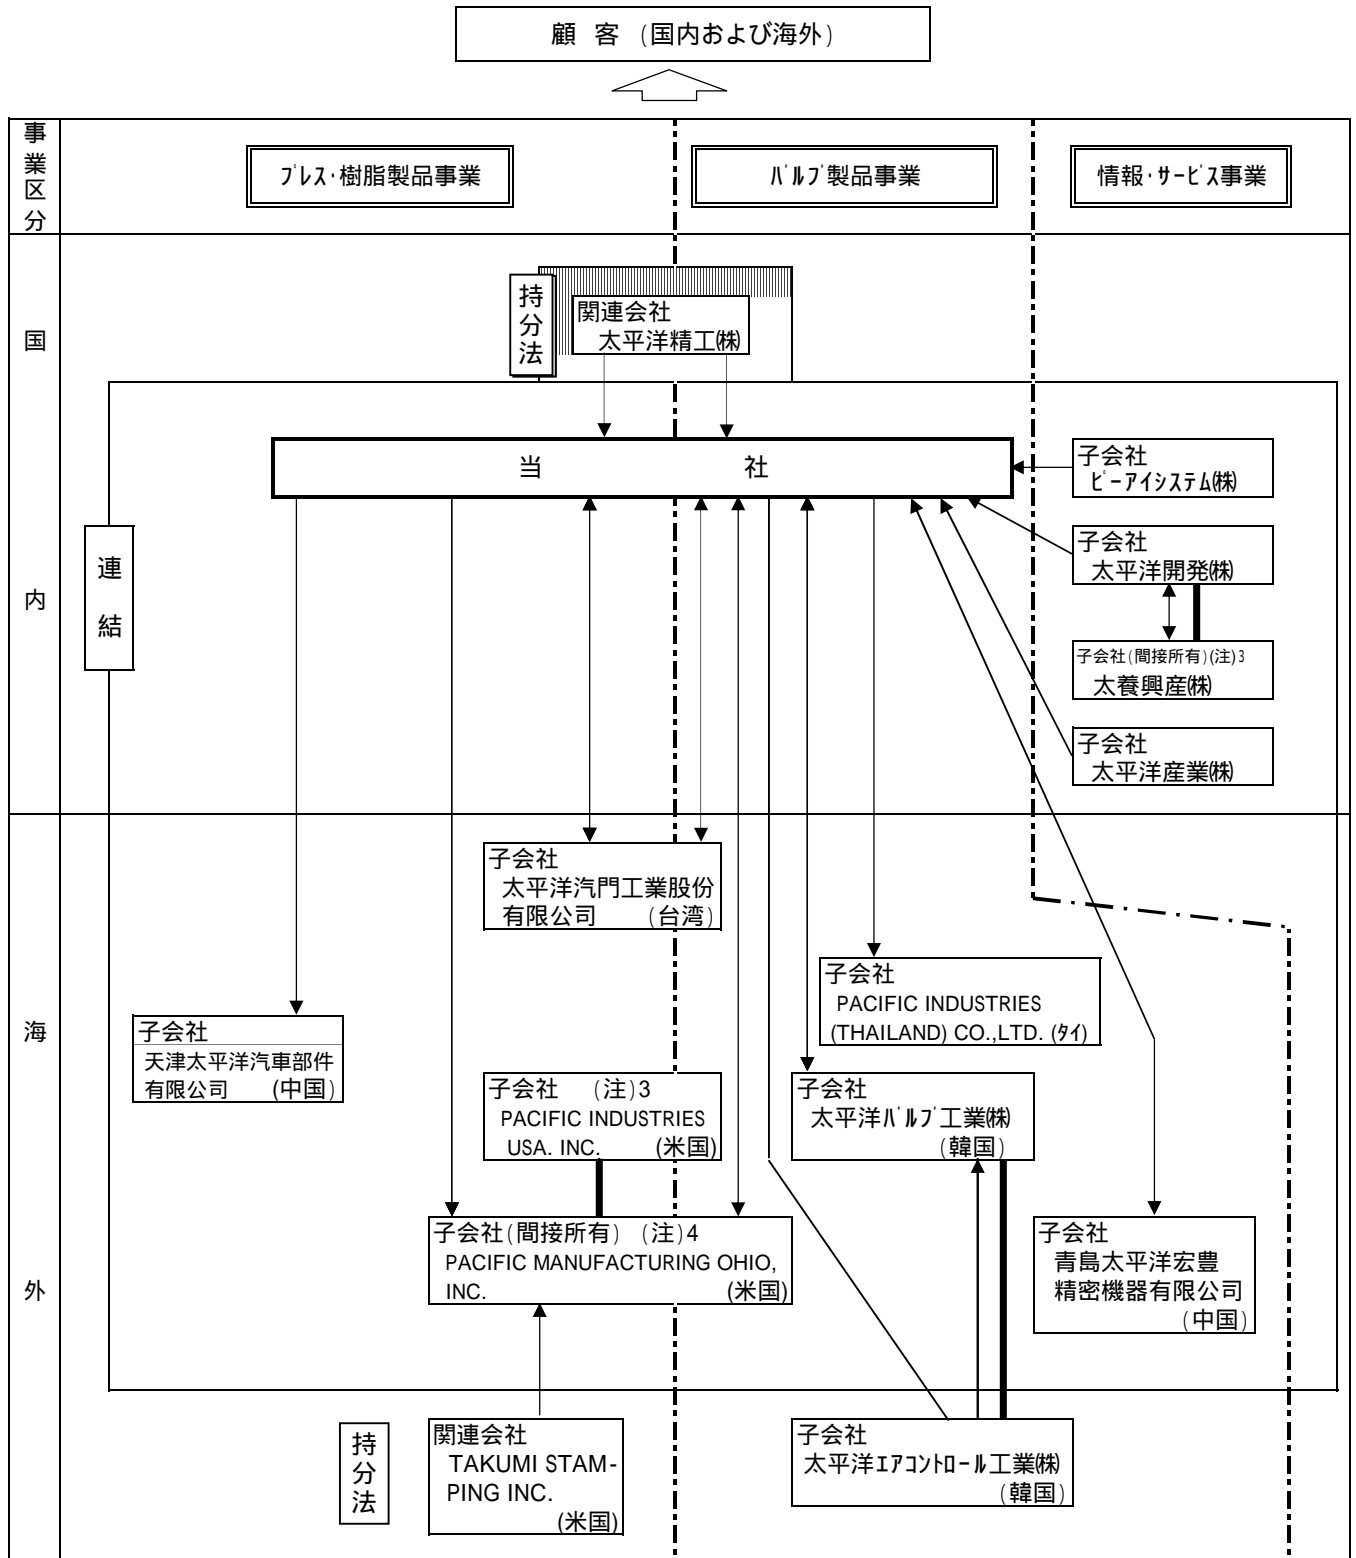 顧 客 (国内および海外)
事業区分
プレス・樹脂製品事業
バルブ製品事業
情報・サービス事業
国
内
持分法
関連会社
太平洋精工㈱
当 社
子会社
ピーアイシステム㈱
子会社
太平洋開発㈱
子会社(間接所有)(注)3
太養興産㈱
子会社
太平洋産業㈱
連結
海
外
子会社
太平洋汽門工業股份
有限公司 (台湾)
子会社
PACIFIC INDUSTRIES
(THAILAND) CO.,LTD. (タイ)
子会社
天津太平洋汽車部件
有限公司 (中国)
子会社 (注)3
PACIFIC INDUSTRIES
USA. INC. (米国)
子会社
太平洋バルブ工業㈱
(韓国)
子会社(間接所有) (注)4
PACIFIC MANUFACTURING OHIO,
INC. (米国)
子会社
青島太平洋宏豊
精密機器有限公司
(中国)
持分法
関連会社
TAKUMI STAM-
PING INC.
(米国)
子会社
太平洋エアコントロール工業㈱
(韓国)